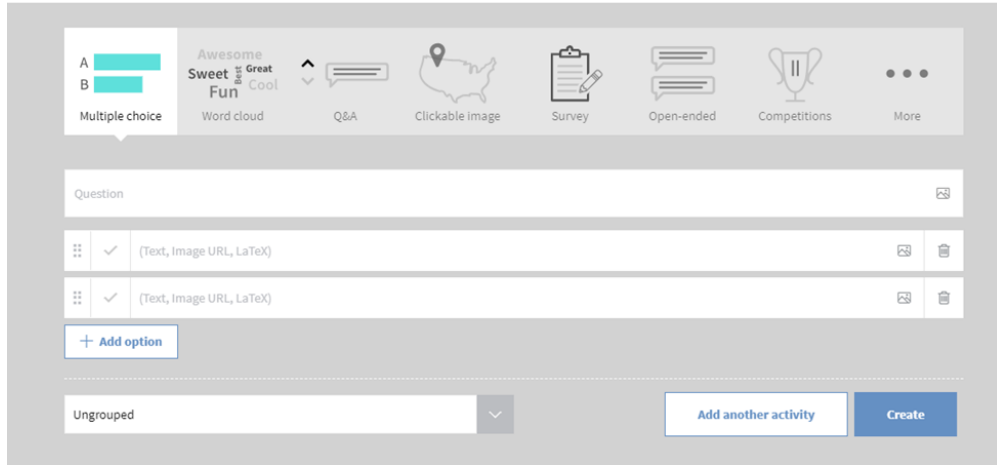 A
B
Multiple choice
Awesome
Sweet Best Great
Fun Cool
Word cloud
Q&A
Clickable image
Survey
Open-ended
Competitions
More
Question
(Text, Image URL, LaTeX)
(Text, Image URL, LaTeX)
+ Add option
Ungrouped
Add another activity
Create